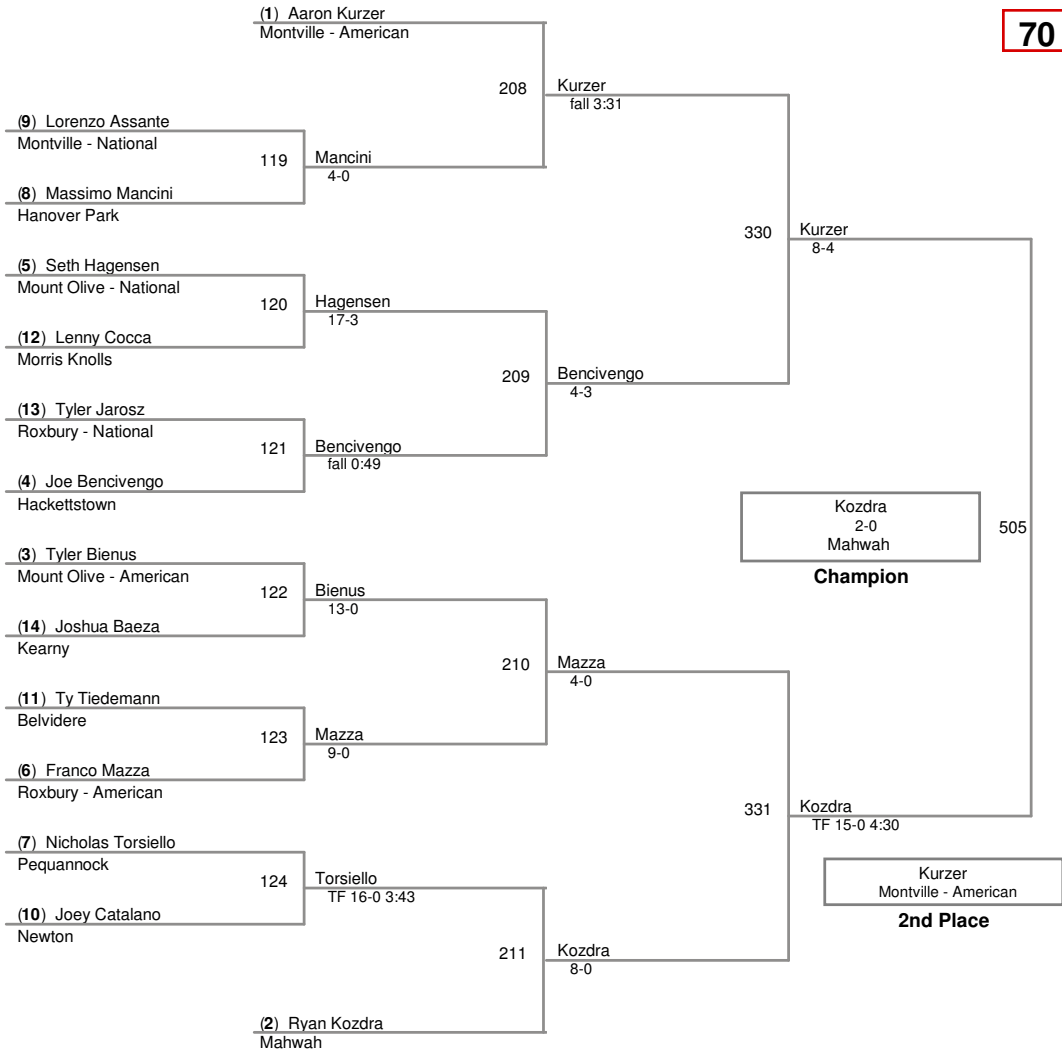 (1) Aaron Kurzer
Montville - American
70
208
Kurzer
fall 3:31
(9) Lorenzo Assante
Montville - National
119
Mancini
4-0
(8) Massimo Mancini
Hanover Park
330
Kurzer
8-4
(5) Seth Hagensen
Mount Olive - National
120
Hagensen
17-3
(12) Lenny Cocca
Morris Knolls
209
Bencivengo
4-3
(13) Tyler Jarosz
Roxbury - National
121
Bencivengo
fall 0:49
(4) Joe Bencivengo
Hackettstown
Kozdra
2-0
Mahwah
505
Champion
(3) Tyler Bienus
Mount Olive - American
122
Bienus
13-0
(14) Joshua Baeza
Kearny
210
Mazza
4-0
(11) Ty Tiedemann
Belvidere
123
Mazza
9-0
(6) Franco Mazza
Roxbury - American
331
Kozdra
TF 15-0 4:30
(7) Nicholas Torsiello
Pequannock
124
Torsiello
TF 16-0 3:43
Kurzer
Montville - American
2nd Place
(10) Joey Catalano
Newton
211
Kozdra
8-0
(2) Ryan Kozdra
Mahwah